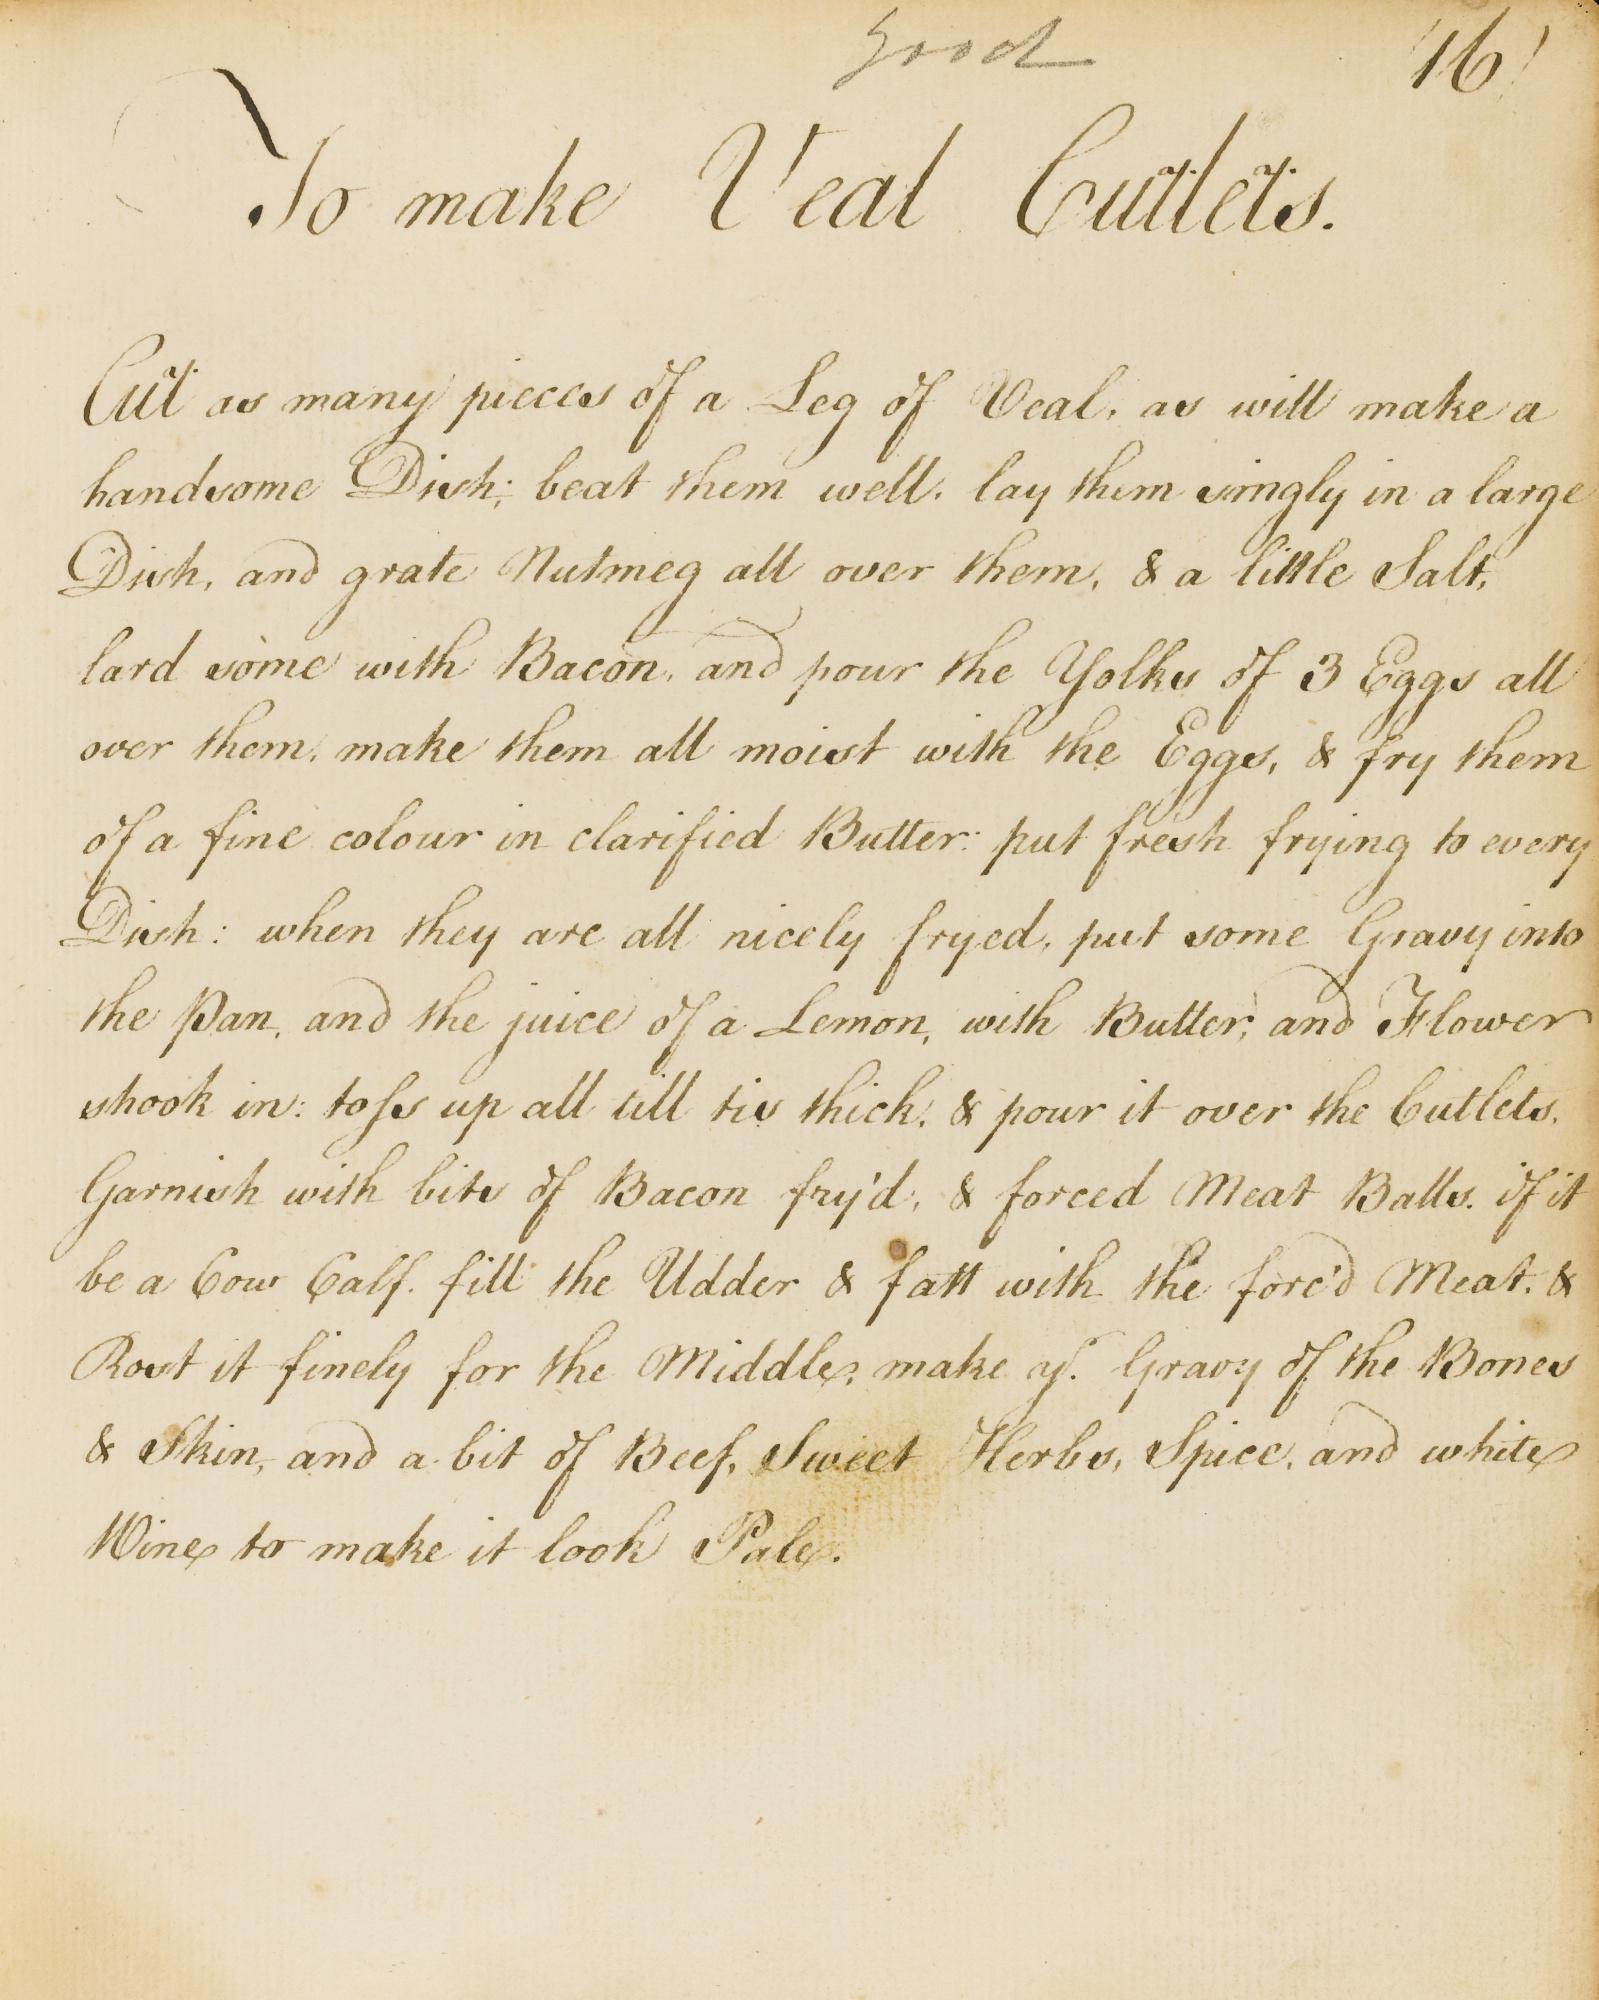 good
16
To make Veal Cutlets.
Cut as many pieces of a Leg of Veal, as will make a
handsome Dish; beat them well, lay them singly in a large
Dish, and grate Nutmeg all over them, & a little Salt,
lard some with Bacon, and pour the Yolks of 3 Eggs all
over them, make them all moist with the Eggs, & fry them
of a fine colour in clarified Butter: put fresh frying to every
Dish: when they are all nicely fryed, put some Gravy into
the Pan, and the juice of a Lemon, with Butter, and Flower
shook in: toss up all till tis thick, & pour it over the Cutlets.
Garnish with bits of Bacon fry'd, & forced Meat Balls. if it
be a Cow Calf. fill the Udder & fatt with the forc'd Meat. &
Rost it finely for the Middle, make ye. Gravy of the Bones
& Skin, and a bit of Beef, Sweet Herbs, Spice, and white
Wine to make it look Pale.